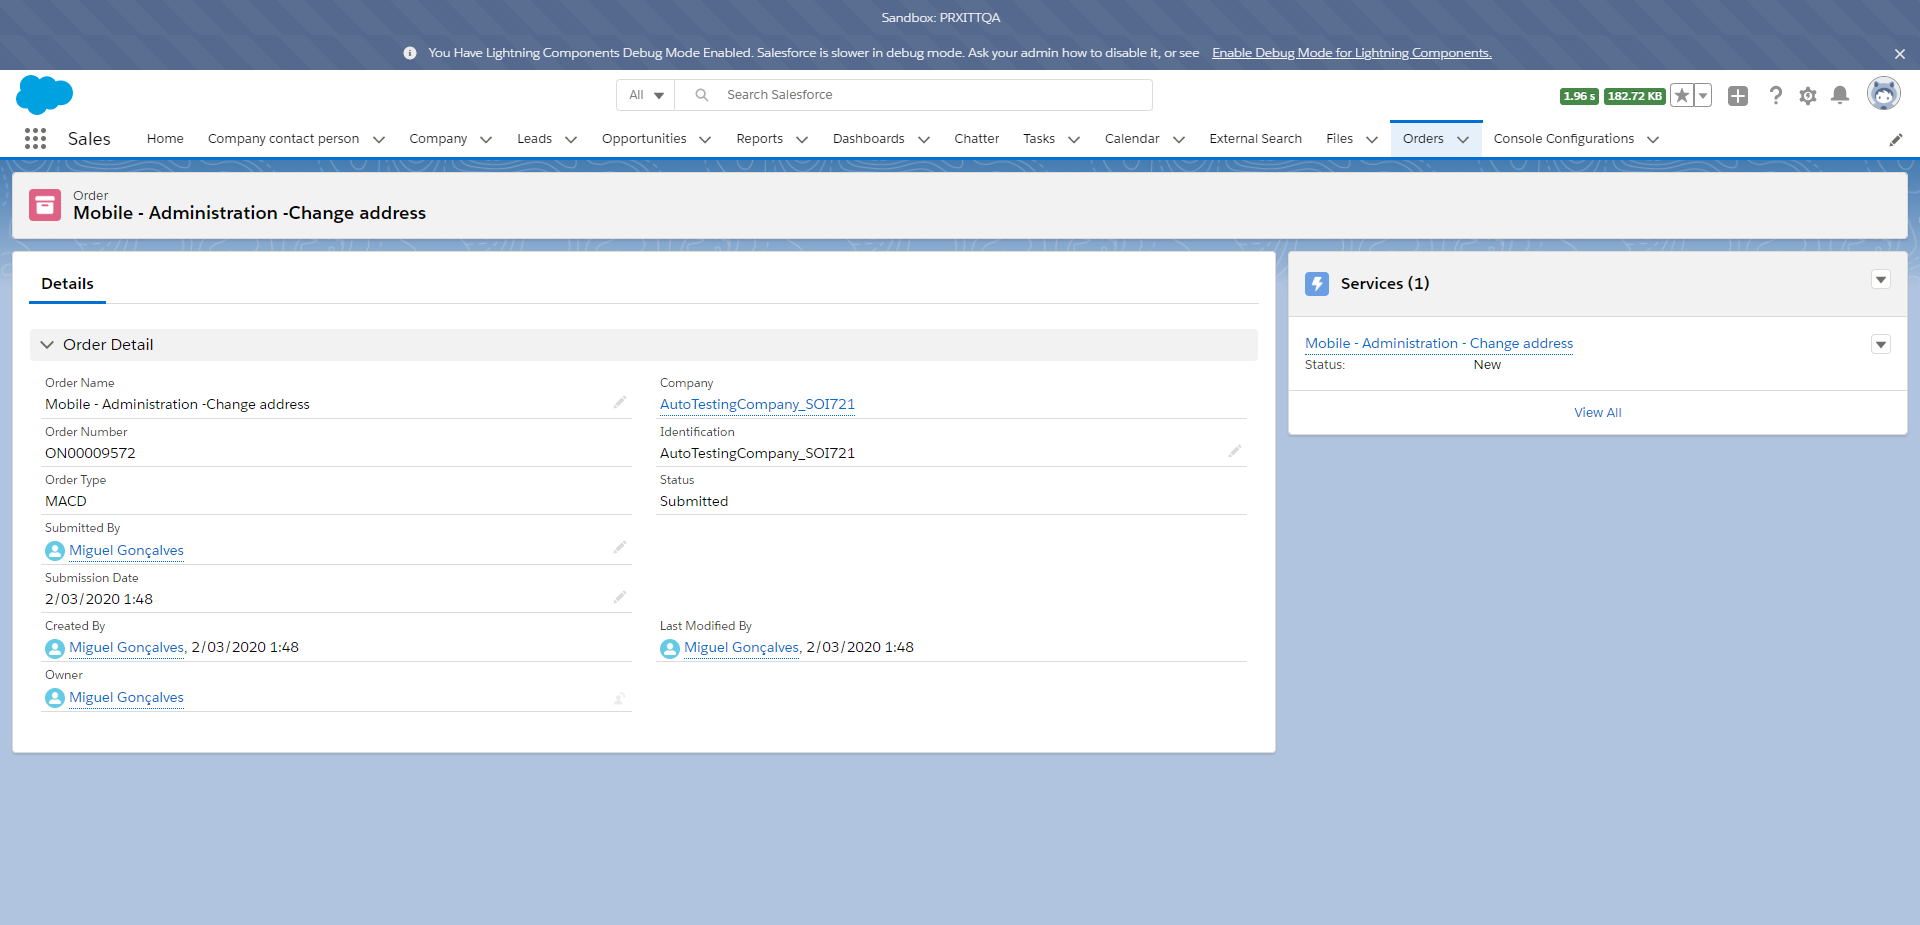 Sandbox: PRXITTQA
You Have Lightning Components Debug Mode Enabled. Salesforce is slower in debug mode. Ask your admin how to disable it, or see Enable Debug Mode for Lightning Components.
All
Search Salesforce
1.96 s 182.72 KB
Sales Home Company contact person Company Leads Opportunities Reports Dashboards Chatter Tasks Calendar External Search Files Orders Console Configurations
Order
Mobile - Administration -Change address
Details
Order Detail
Order Name
Mobile - Administration -Change address
Company
AutoTestingCompany_SOI721
Order Number
ON00009572
Identification
AutoTestingCompany_SOI721
Order Type
MACD
Status
Submitted
Submitted By
Miguel Gonçalves
Submission Date
2/03/2020 1:48
Created By
Miguel Gonçalves, 2/03/2020 1:48
Last Modified By
Miguel Gonçalves, 2/03/2020 1:48
Owner
Miguel Gonçalves
Services (1)
Mobile - Administration - Change address
Status: New
View All